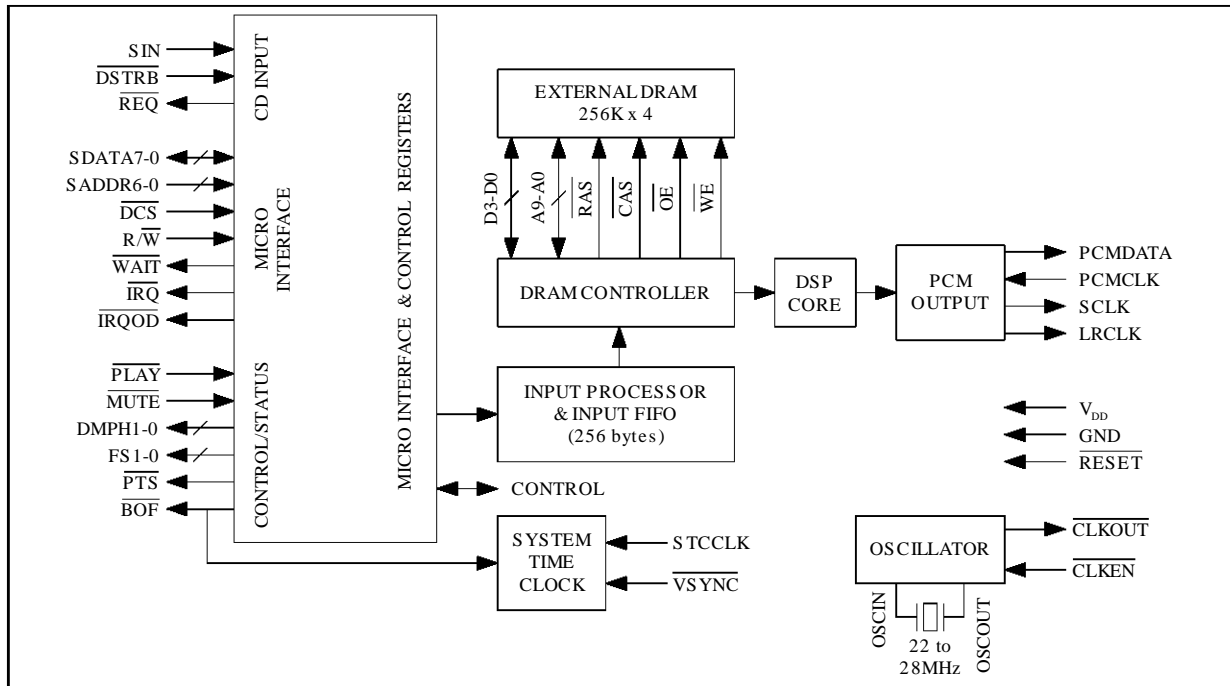 SIN
DSTRB
REQ
CD INPUT
SDATA7-0
SADDR6-0
DCS
R/W
WAIT
IRQ
IRQOD
MICRO
INTERFACE
PLAY
MUTE
DMPH1-0
FS1-0
PTS
BOF
CONTROL/STATUS
MICRO INTERFACE & CONTROL REGISTERS
EXTERNAL DRAM
256K x 4
D3-D0
A9-A0
RAS
CAS
OE
WE
DRAM CONTROLLER
DSP
CORE
PCM
OUTPUT
PCMDATA
PCMCLK
SCLK
LRCLK
INPUT PROCESSOR
& INPUT FIFO
(256 bytes)
CONTROL
SYSTEM
TIME
CLOCK
STCCLK
VSYNC
VDD
GND
RESET
OSCILLATOR
CLKOUT
CLKEN
OSCIN
OSCOUT
22 to
28MHz